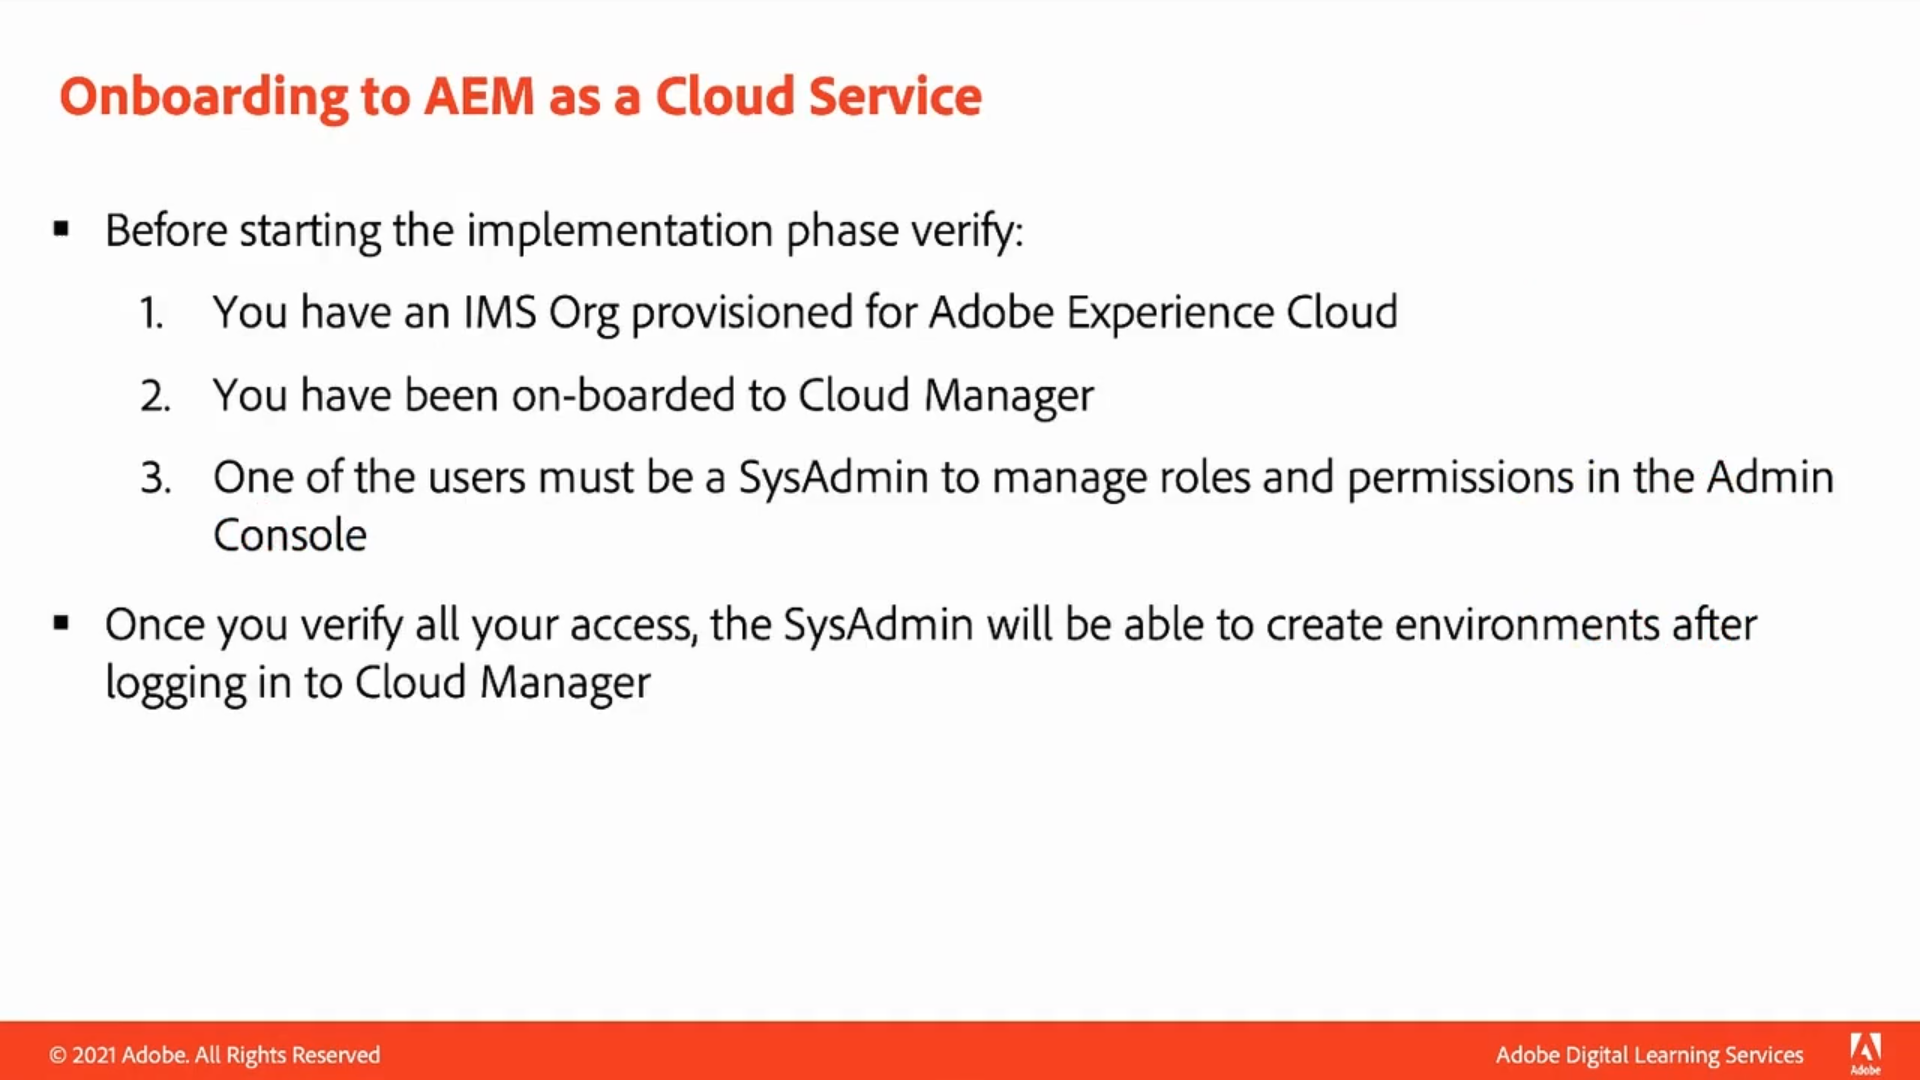 Onboarding to AEM as a Cloud Service
▪ Before starting the implementation phase verify:
1. You have an IMS Org provisioned for Adobe Experience Cloud
2. You have been on-boarded to Cloud Manager
3. One of the users must be a SysAdmin to manage roles and permissions in the Admin
Console
▪ Once you verify all your access, the SysAdmin will be able to create environments after
logging in to Cloud Manager
© 2021 Adobe. All Rights Reserved
Adobe Digital Learning Services
Adobe